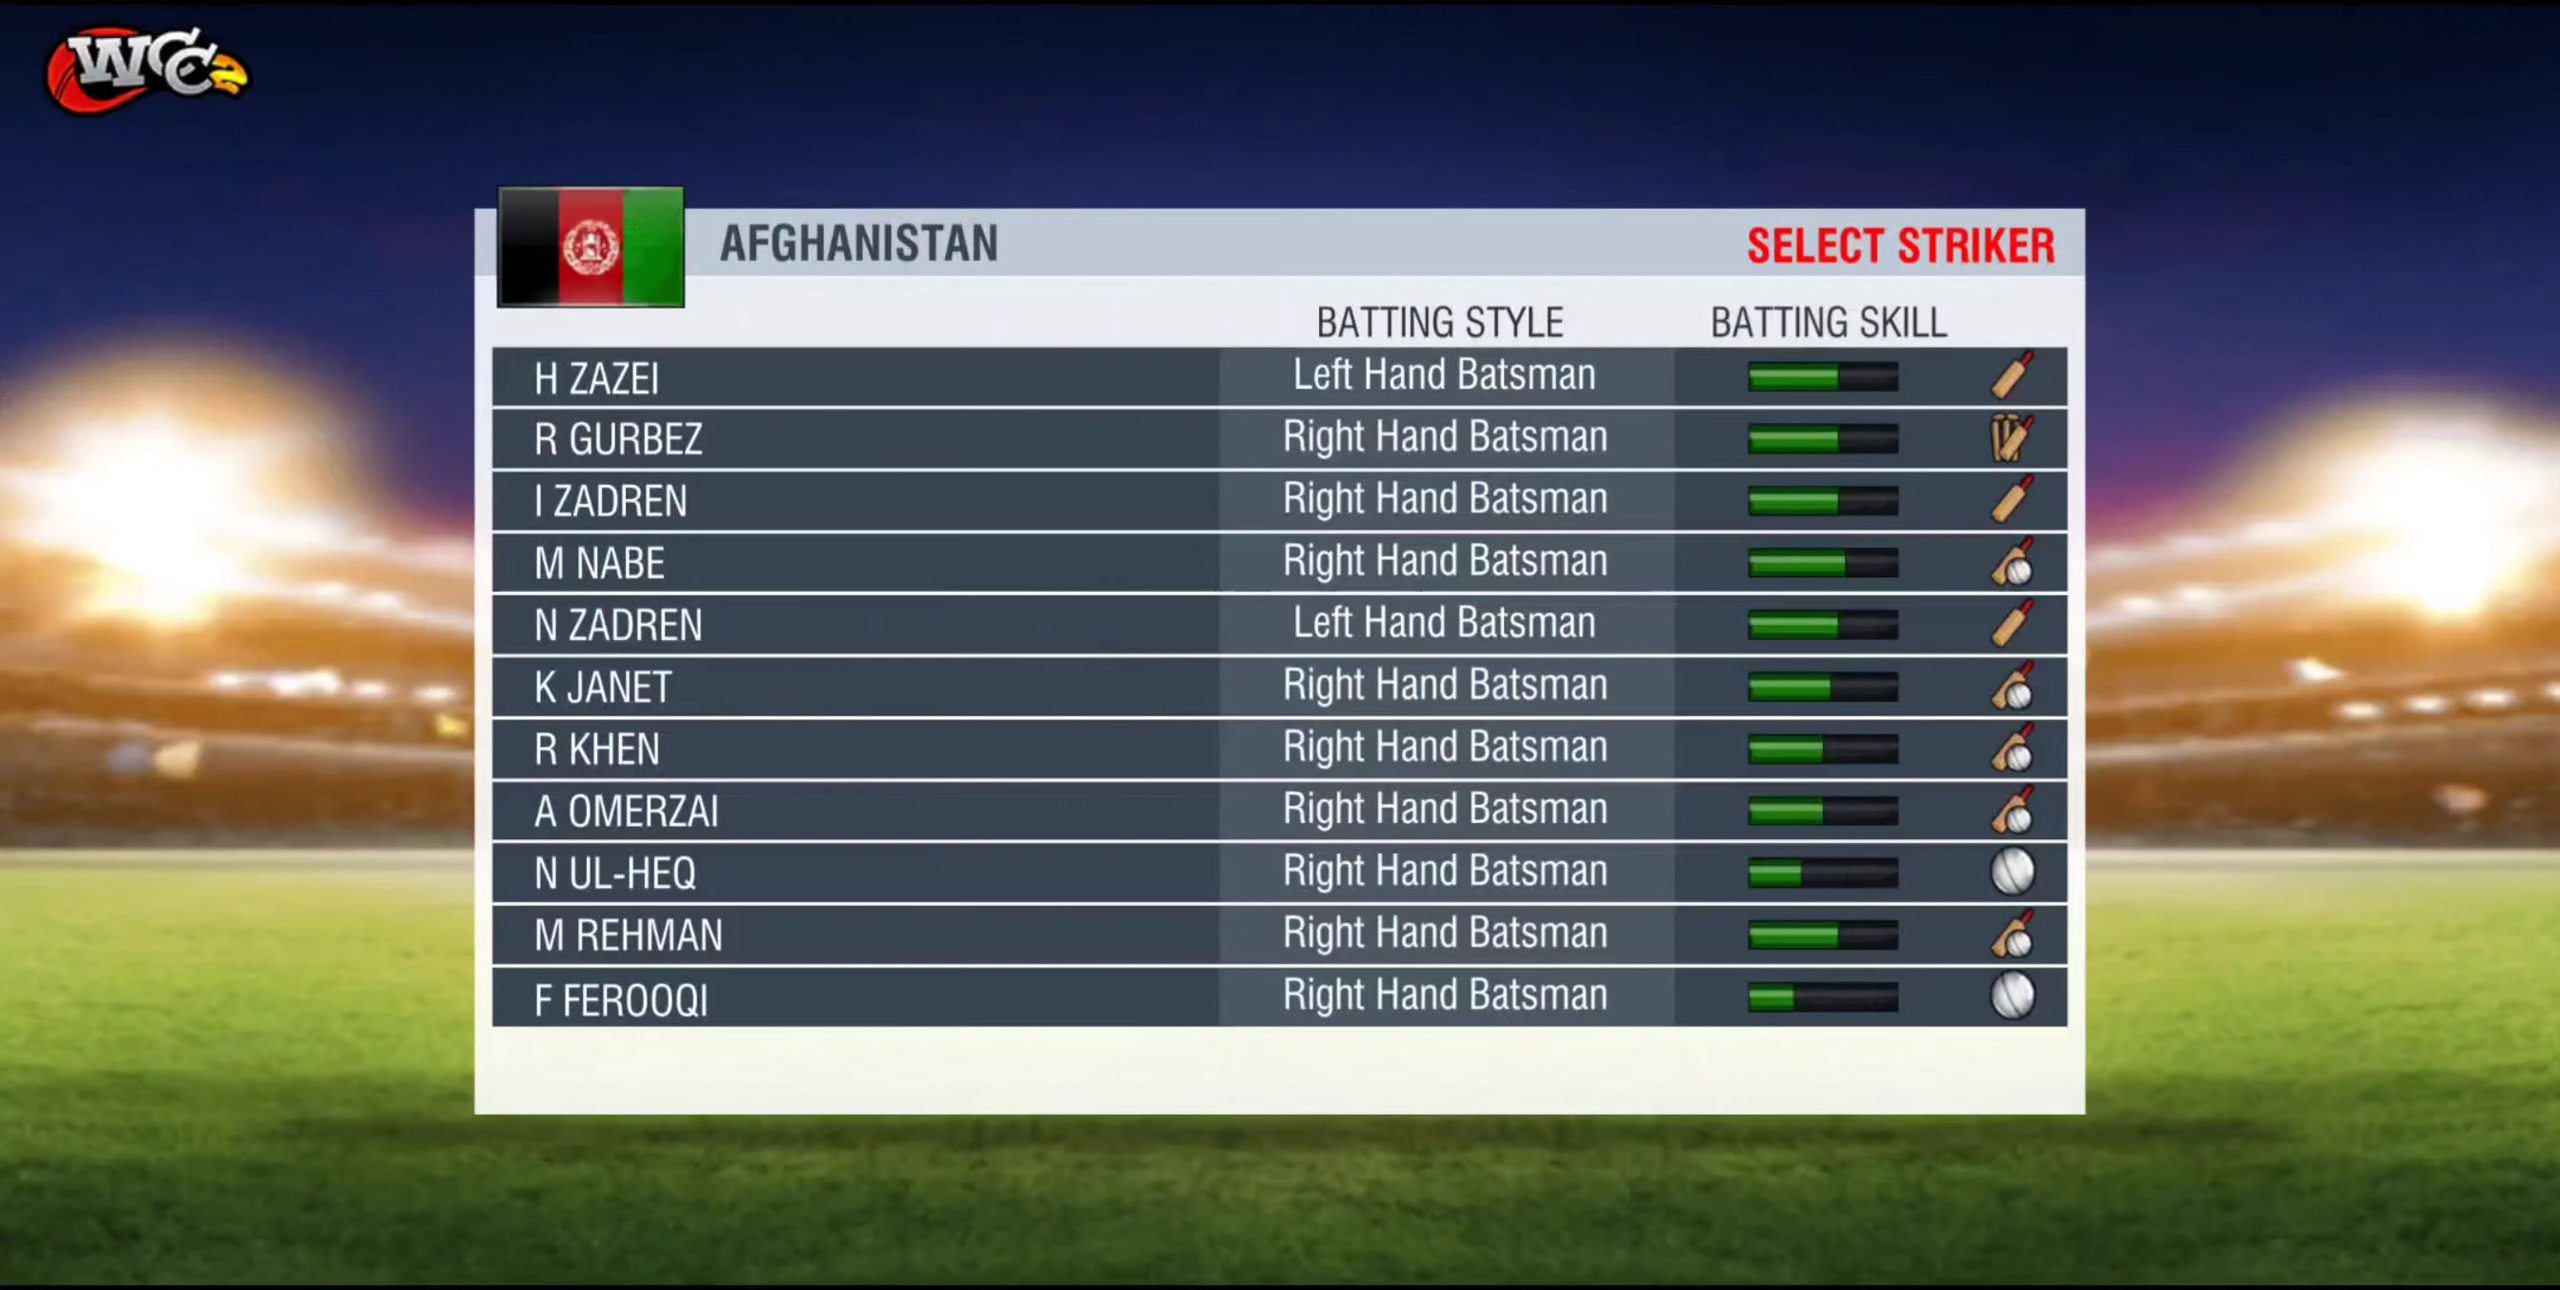 WCC
AFGHANISTAN SELECT STRIKER
BATTING STYLE BATTING SKILL
H ZAZEI Left Hand Batsman
R GURBEZ Right Hand Batsman
I ZADREN Right Hand Batsman
M NABE Right Hand Batsman
N ZADREN Left Hand Batsman
K JANET Right Hand Batsman
R KHEN Right Hand Batsman
A OMERZAI Right Hand Batsman
N UL-HEQ Right Hand Batsman
M REHMAN Right Hand Batsman
F FEROOQI Right Hand Batsman